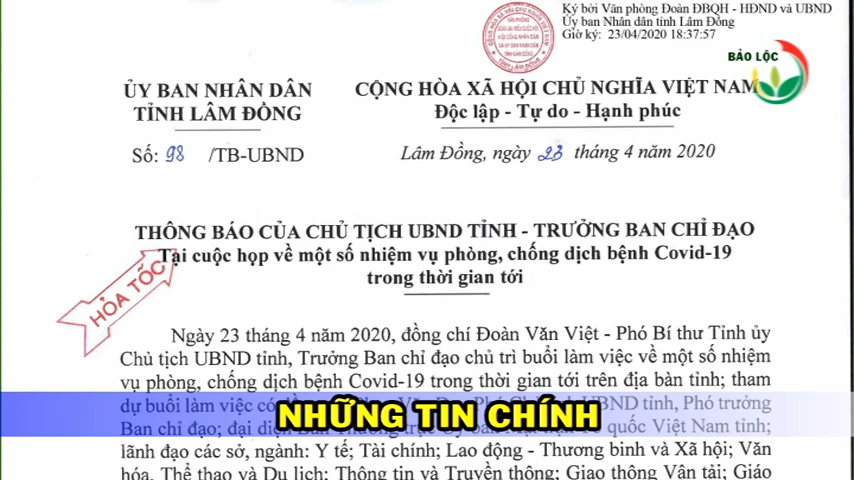 Ký bởi Văn phòng Đoàn ĐBQH - HĐND và UBND
Ủy ban Nhân dân tỉnh Lâm Đồng
Giờ ký: 23/04/2020 18:37:57
BẢO LỘC
ỦY BAN NHÂN DÂN
TỈNH LÂM ĐỒNG
CỘNG HÒA XÃ HỘI CHỦ NGHĨA VIỆT NAM
Độc lập - Tự do - Hạnh phúc
Số: 98 /TB-UBND
Lâm Đồng, ngày 23 tháng 4 năm 2020
THÔNG BÁO CỦA CHỦ TỊCH UBND TỈNH - TRƯỞNG BAN CHỈ ĐẠO
Tại cuộc họp về một số nhiệm vụ phòng, chống dịch bệnh Covid-19
trong thời gian tới
HỎA TỐC
Ngày 23 tháng 4 năm 2020, đồng chí Đoàn Văn Việt - Phó Bí thư Tỉnh ủy
Chủ tịch UBND tỉnh, Trưởng Ban chỉ đạo chủ trì buổi làm việc về một số nhiệm
vụ phòng, chống dịch bệnh Covid-19 trong thời gian tới trên địa bàn tỉnh; tham
dự buổi làm việc có UBND tỉnh, Phó trưởng
NHỮNG TIN CHÍNH
Ban chỉ đạo; đại diện Ban Thường trực Ủy ban Mặt quốc Việt Nam tỉnh;
lãnh đạo các sở, ngành: Y tế; Tài chính; Lao động - Thương binh và Xã hội; Văn
hóa, Thể thao và Du lịch; Thông tin và Truyền thông; Giao thông Vận tải; Giáo